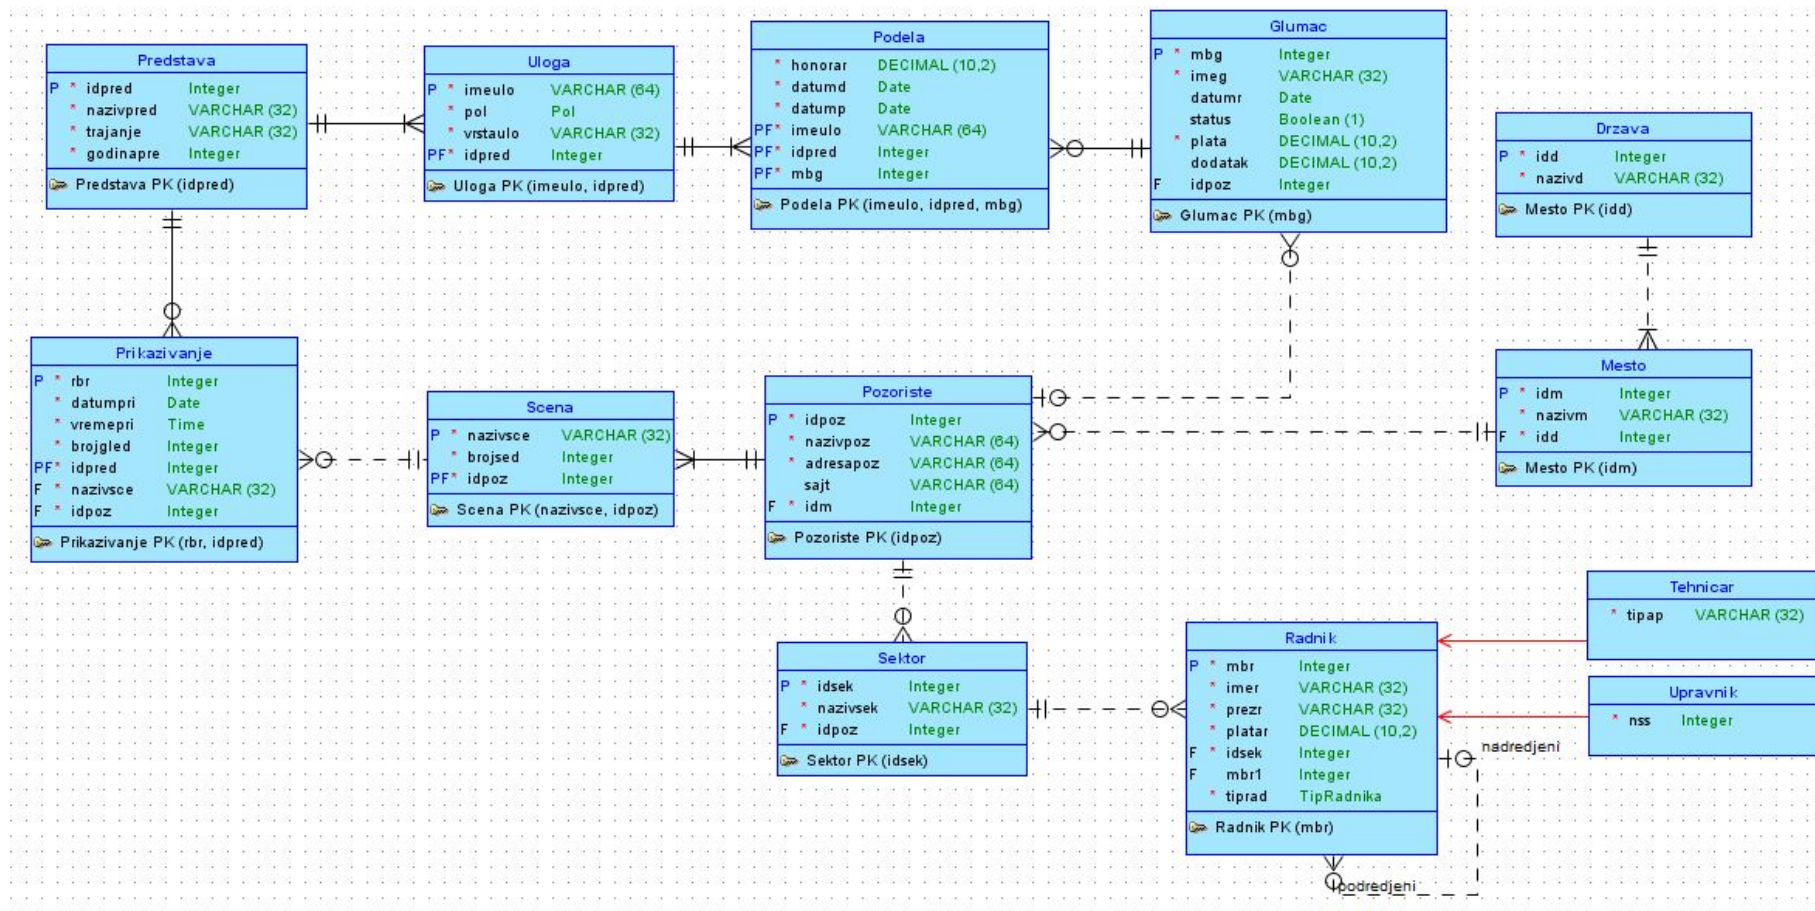 Predstava
P * idpred Integer
* nazivpred VARCHAR (32)
* trajanje VARCHAR (32)
* godinapre Integer
Predstava PK (idpred)
Uloga
P * imeulo VARCHAR (64)
* pol Pol
* vrstaulo VARCHAR (32)
PF* idpred Integer
Uloga PK (imeulo, idpred)
Podela
* honorar DECIMAL (10,2)
* datumd Date
* datump Date
PF* imeulo VARCHAR (64)
PF* idpred Integer
PF* mbg Integer
Podela PK (imeulo, idpred, mbg)
Glumac
P * mbg Integer
* imeg VARCHAR (32)
datumr Date
status Boolean (1)
* plata DECIMAL (10,2)
dodatak DECIMAL (10,2)
F idpoz Integer
Glumac PK (mbg)
Drzava
P * idd Integer
* nazivd VARCHAR (32)
Mesto PK (idd)
Prikazivanje
P * rbr Integer
* datumpri Date
* vremepri Time
* brojgled Integer
PF* idpred Integer
F * nazivsce VARCHAR (32)
F * idpoz Integer
Prikazivanje PK (rbr, idpred)
Scena
P * nazivsce VARCHAR (32)
* brojsed Integer
PF* idpoz Integer
Scena PK (nazivsce, idpoz)
Pozoriste
P * idpoz Integer
* nazivpoz VARCHAR (64)
* adresapoz VARCHAR (64)
sajt VARCHAR (64)
F * idm Integer
Pozoriste PK (idpoz)
Mesto
P * idm Integer
* nazivm VARCHAR (32)
F * idd Integer
Mesto PK (idm)
Sektor
P * idsek Integer
* nazivsek VARCHAR (32)
F * idpoz Integer
Sektor PK (idsek)
Radnik
P * mbr Integer
* imer VARCHAR (32)
* prezr VARCHAR (32)
* platar DECIMAL (10,2)
F * idsek Integer
F mbr1 Integer
* tiprad TipRadnika
Radnik PK (mbr)
Tehnicar
* tipap VARCHAR (32)
Upravnik
* nss Integer
nadredjeni
podredjeni